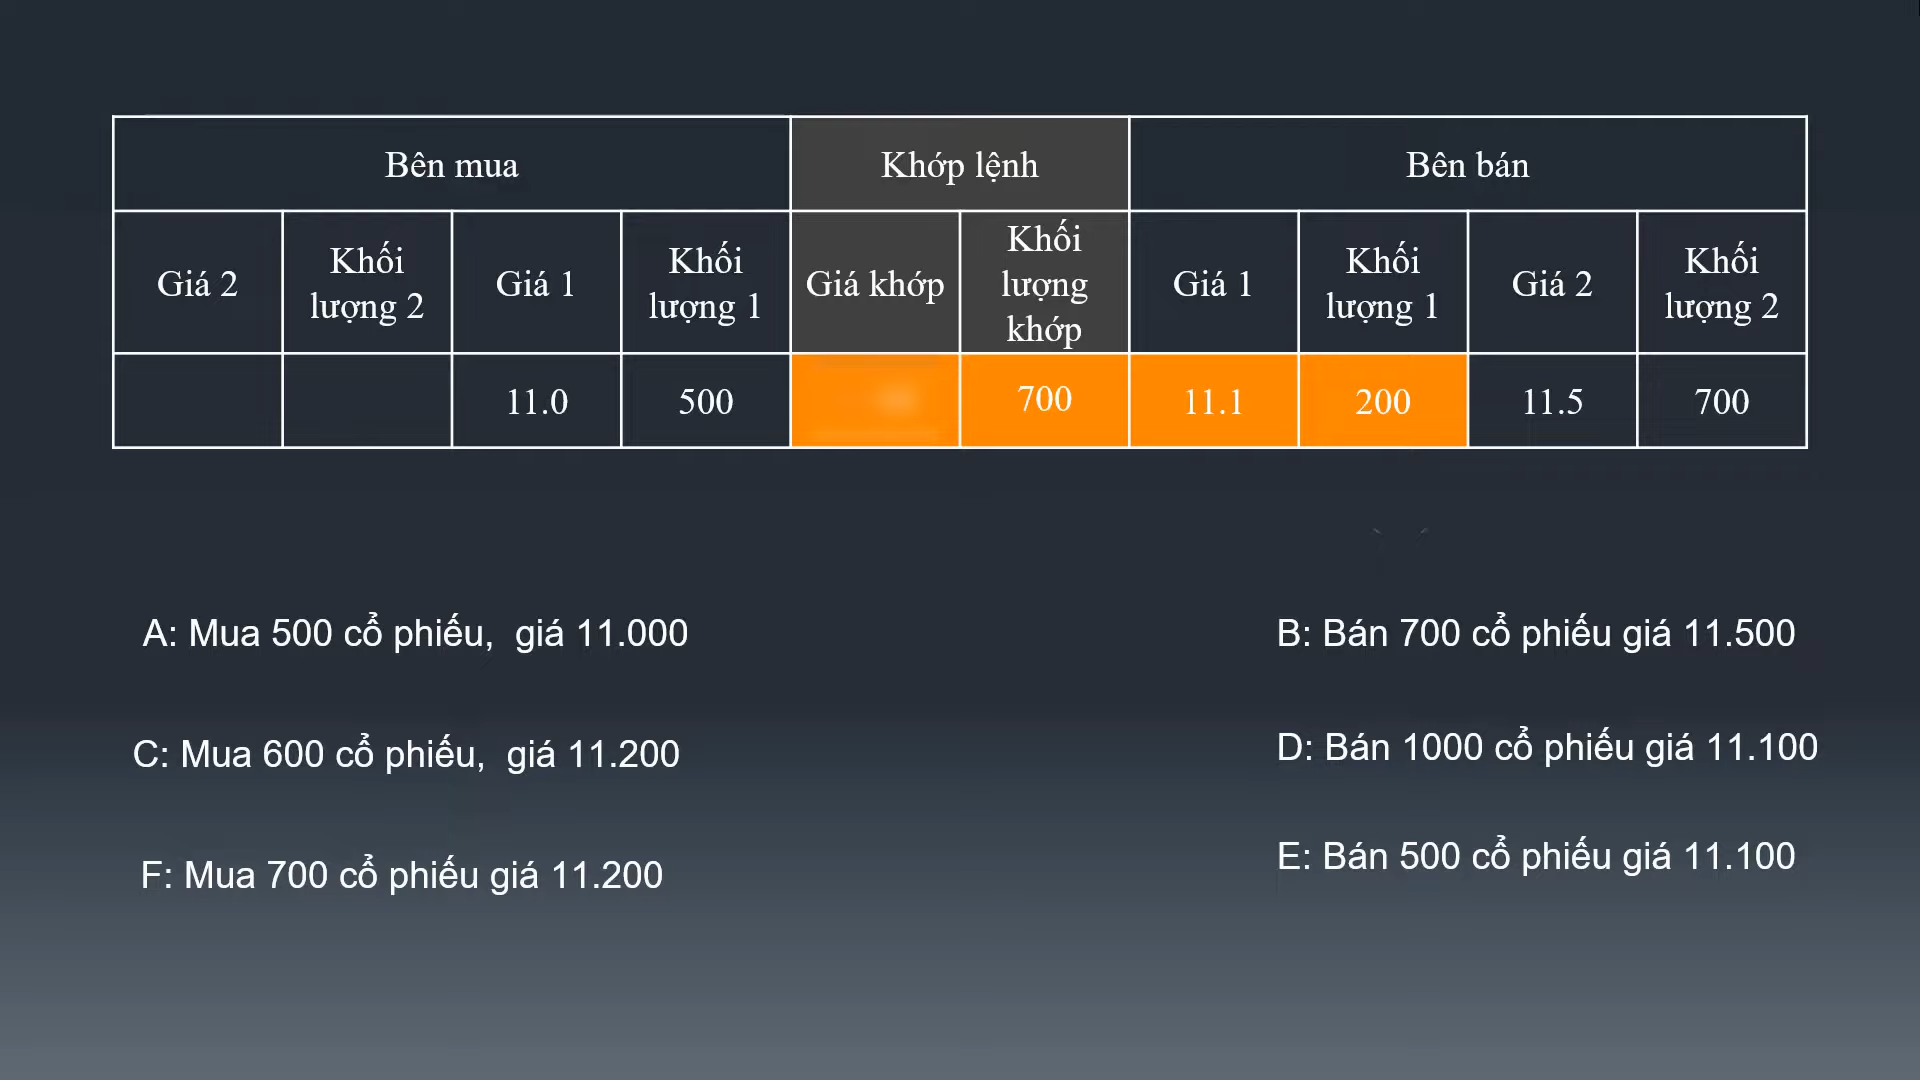 Bên mua Khớp lệnh Bên bán
Giá 2 Khối lượng 2 Giá 1 Khối lượng 1 Giá khớp Khối lượng khớp Giá 1 Khối lượng 1 Giá 2 Khối lượng 2
11.0 500 700 11.1 200 11.5 700
A: Mua 500 cổ phiếu, giá 11.000
B: Bán 700 cổ phiếu giá 11.500
C: Mua 600 cổ phiếu, giá 11.200
D: Bán 1000 cổ phiếu giá 11.100
F: Mua 700 cổ phiếu giá 11.200
E: Bán 500 cổ phiếu giá 11.100